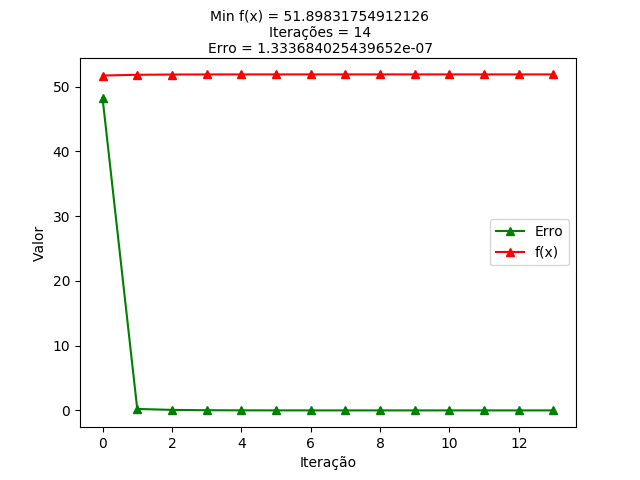 Min f(x) = 51.89831754912126
Iterações = 14
Erro = 1.333684025439652e-07
50
40
30
20
10
0
Valor
Erro
f(x)
0 2 4 6 8 10 12
Iteração